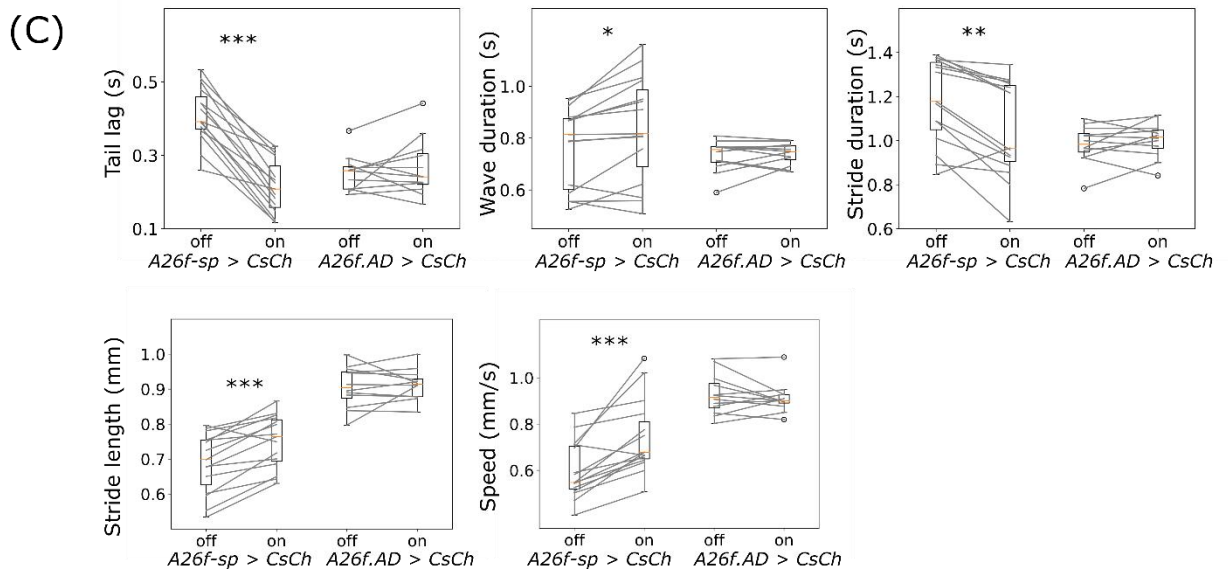 (C)
Tail lag (s)
0.5
0.3
0.1
***
off on off on
A26f-sp > CsCh A26f.AD > CsCh
Wave duration (s)
1.0
0.8
0.6
*
off on off on
A26f-sp > CsCh A26f.AD > CsCh
Stride duration (s)
1.4
1.2
1.0
0.8
0.6
**
off on off on
A26f-sp > CsCh A26f.AD > CsCh
Stride length (mm)
1.0
0.9
0.8
0.7
0.6
***
off on off on
A26f-sp > CsCh A26f.AD > CsCh
Speed (mm/s)
1.0
0.8
0.6
***
off on off on
A26f-sp > CsCh A26f.AD > CsCh